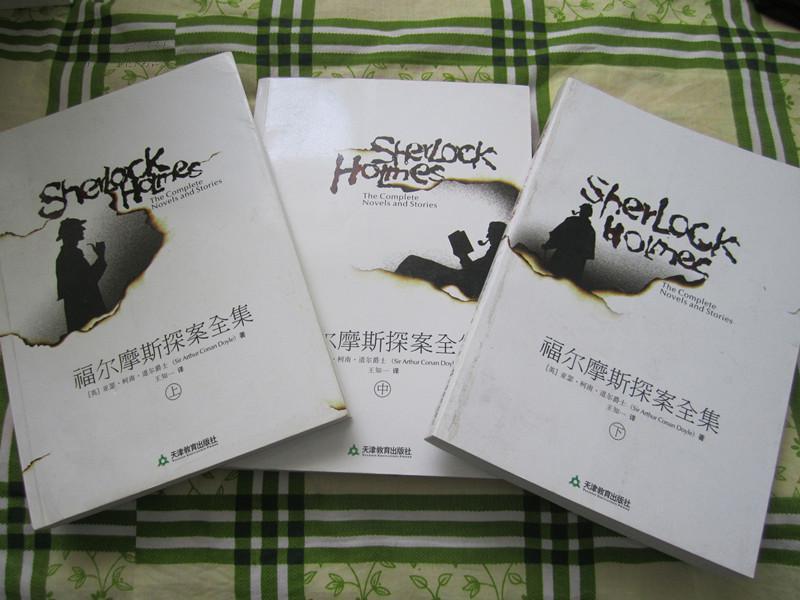 Sherlock
Holmes
The Complete
Novels and Stories
福尔摩斯探案全集
[英] 亚瑟·柯南·道尔爵士 (Sir Arthur Conan Doyle) 著
王知一 译
上
天津教育出版社
Sherlock
Holmes
The Complete
Novels and Stories
尔摩斯探案全
·柯南·道尔爵士 (Sir Arthur Conan Doy
王知一 译
中
天津教育出版社
Sherlock
Holmes
The Complete
Novels and Stories
福尔摩斯探案全集
[英] 亚瑟·柯南·道尔爵士 (Sir Arthur Conan Doyle) 著
王知一 译
下
天津教育出版社